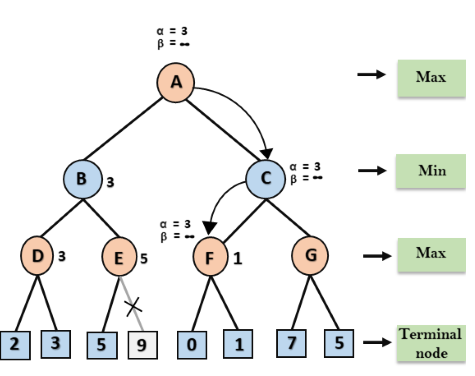 α = 3
β = ∞
A
Max
B 3
C
α = 3
β = ∞
Min
α = 3
β = ∞
D 3
E 5
F 1
G
Max
2 3 5 9 0 1 7 5
Terminal
node